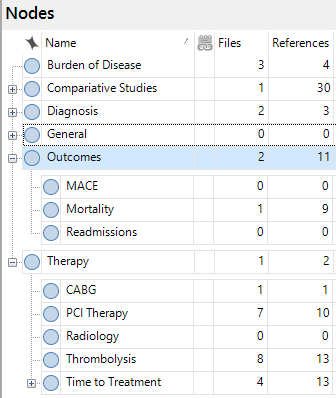 Nodes
Name Files References
Burden of Disease 3 4
Compariative Studies 1 30
Diagnosis 2 3
General 0 0
Outcomes 2 11
MACE 0 0
Mortality 1 9
Readmissions 0 0
Therapy 1 2
CABG 1 1
PCI Therapy 7 10
Radiology 0 0
Thrombolysis 8 13
Time to Treatment 4 13